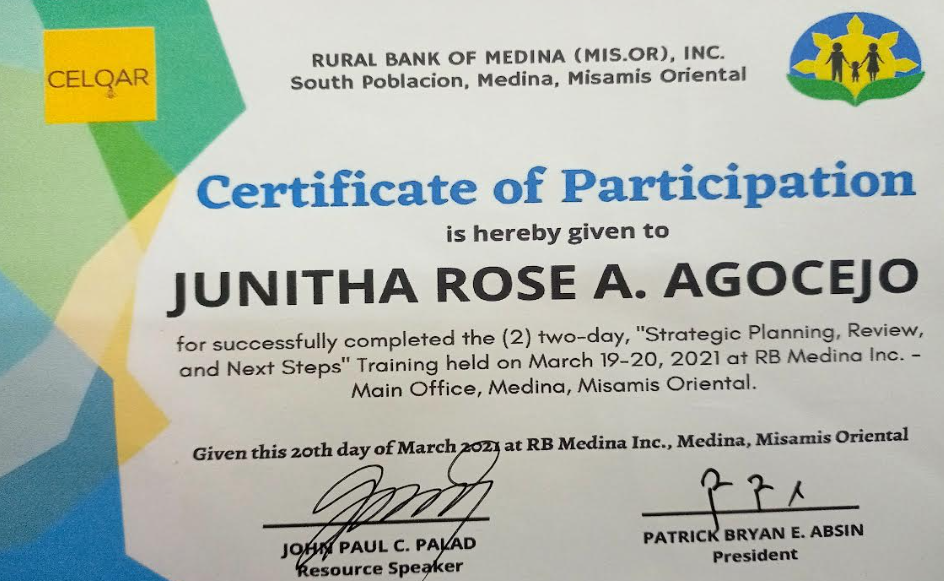 CELQAR
RURAL BANK OF MEDINA (MIS.OR), INC.
South Poblacion, Medina, Misamis Oriental
Certificate of Participation
is hereby given to
JUNITHA ROSE A. AGOCEJO
for successfully completed the (2) two-day, "Strategic Planning, Review,
and Next Steps" Training held on March 19-20, 2021 at RB Medina Inc. -
Main Office, Medina, Misamis Oriental.
Given this 20th day of March 2021 at RB Medina Inc., Medina, Misamis Oriental
JOHN PAUL C. PALAD
Resource Speaker
PATRICK BRYAN E. ABSIN
President